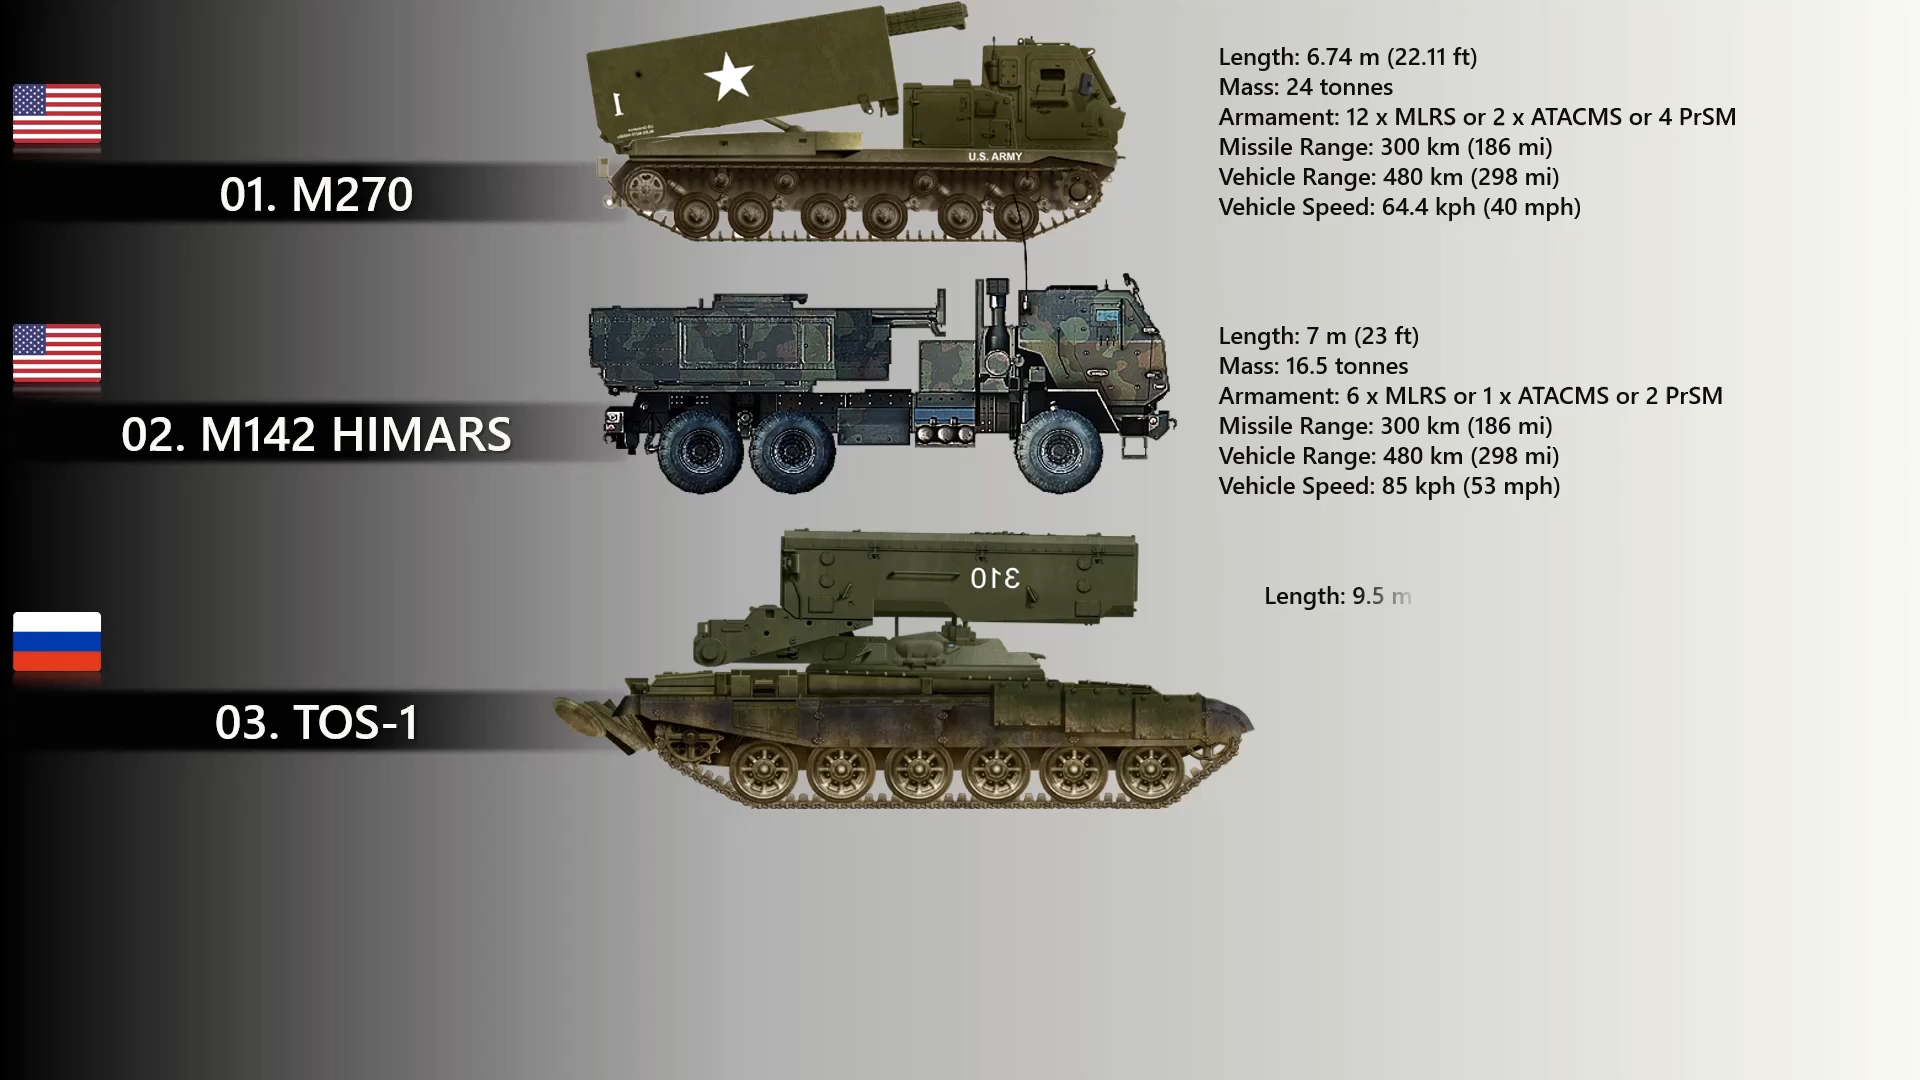 01. M270
I
U.S. ARMY
Length: 6.74 m (22.11 ft)
Mass: 24 tonnes
Armament: 12 x MLRS or 2 x ATACMS or 4 PrSM
Missile Range: 300 km (186 mi)
Vehicle Range: 480 km (298 mi)
Vehicle Speed: 64.4 kph (40 mph)
02. M142 HIMARS
Length: 7 m (23 ft)
Mass: 16.5 tonnes
Armament: 6 x MLRS or 1 x ATACMS or 2 PrSM
Missile Range: 300 km (186 mi)
Vehicle Range: 480 km (298 mi)
Vehicle Speed: 85 kph (53 mph)
03. TOS-1
310
Length: 9.5 m